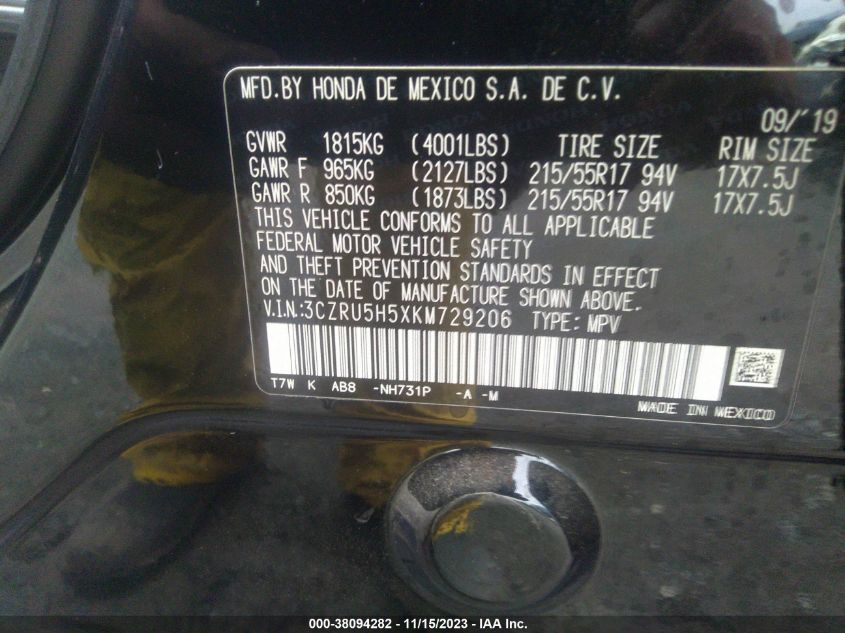 MFD.BY HONDA DE MEXICO S.A. DE C.V.
09/'19
GVWR 1815KG (4001LBS) TIRE SIZE RIM SIZE
GAWR F 965KG (2127LBS) 215/55R17 94V 17X7.5J
GAWR R 850KG (1873LBS) 215/55R17 94V 17X7.5J
THIS VEHICLE CONFORMS TO ALL APPLICABLE
FEDERAL MOTOR VEHICLE SAFETY
AND THEFT PREVENTION STANDARDS IN EFFECT
ON THE DATE OF MANUFACTURE SHOWN ABOVE.
V.I.N:3CZRU5H5XKM729206 TYPE: MPV
T7W K AB8 -NH731P -A -M
MADE IN MEXICO
000-38094282 - 11/15/2023 - IAA Inc.